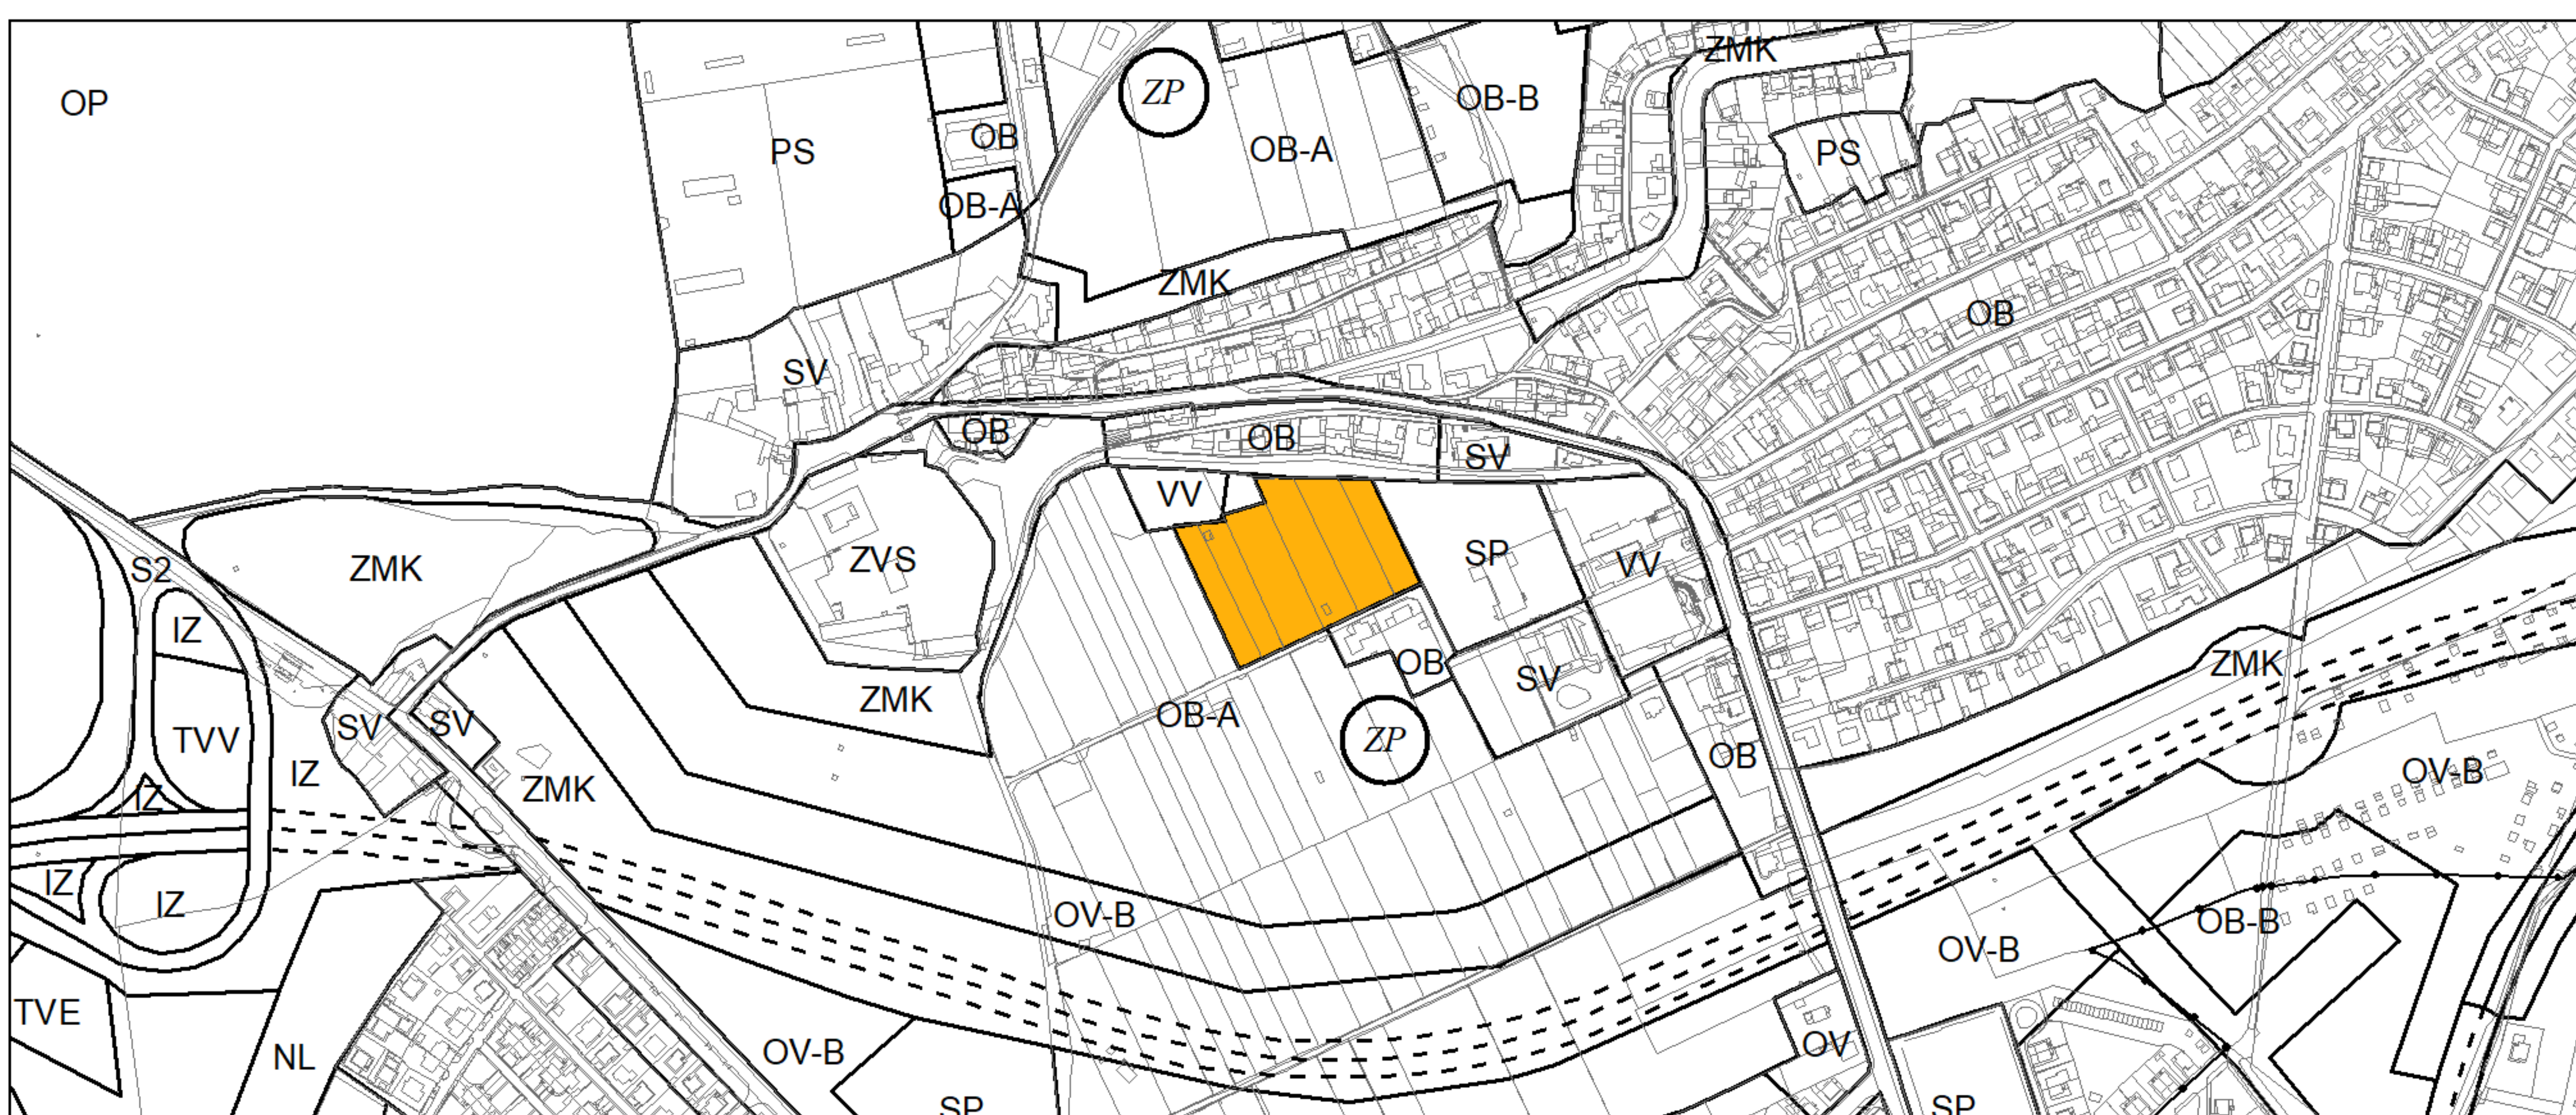 ZMK
OP
ZP
OB-B
OB
PS
OB-A
PS
OB-A
ZMK
OB
SV
OB
OB
SV
VV
S2
ZMK
ZVS
SP
VV
IZ
ZMK
OB
SV
ZMK
OB-A
SV
SV
TVV
ZP
OB
IZ
ZMK
OV-B
IZ
IZ
IZ
OV-B
OB-B
OV-B
TVE
NL
OV-B
OV
SP
SP